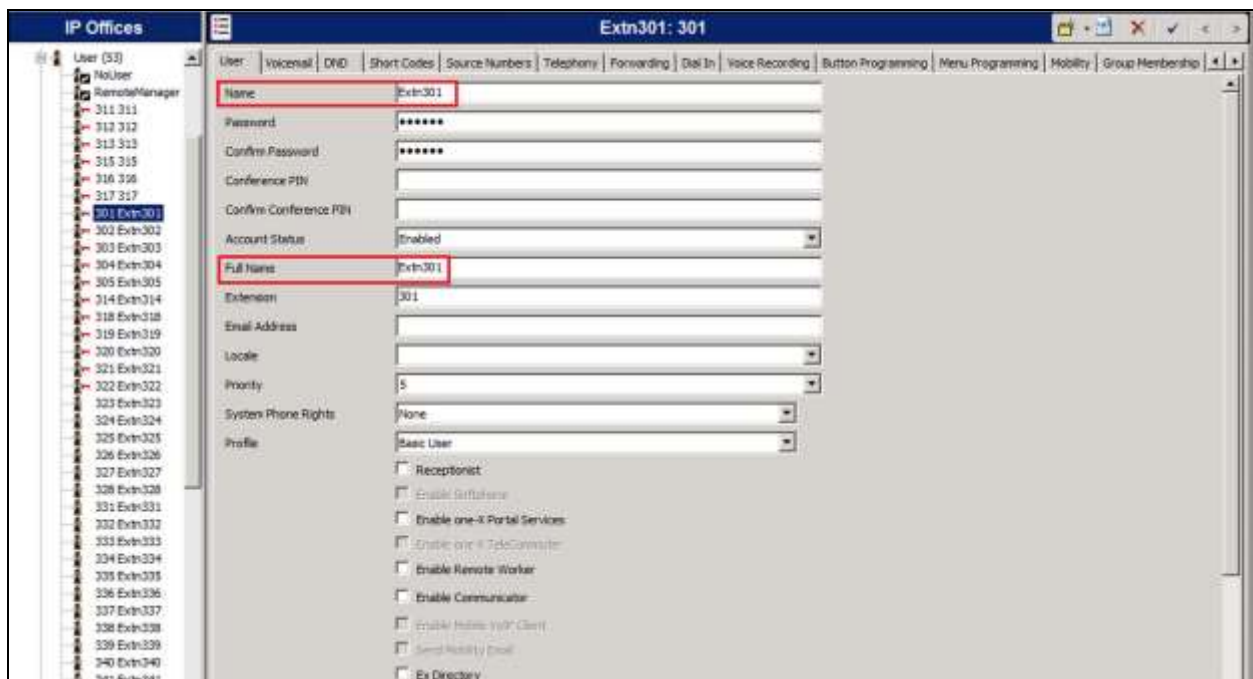 IP Offices
Extn301: 301
User (53)
NoUser
RemoteManager
311 311
312 312
313 313
315 315
316 316
317 317
301 Extn301
302 Extn302
303 Extn303
304 Extn304
305 Extn305
314 Extn314
318 Extn318
319 Extn319
320 Extn320
321 Extn321
322 Extn322
323 Extn323
324 Extn324
325 Extn325
326 Extn326
327 Extn327
328 Extn328
331 Extn331
332 Extn332
333 Extn333
334 Extn334
335 Extn335
336 Extn336
337 Extn337
338 Extn338
339 Extn339
340 Extn340
341 Extn341
User Voicemail DND Short Codes Source Numbers Telephony Forwarding Dial In Voice Recording Button Programming Menu Programming Mobility Group Membership
Name Extn301
Password ••••••
Confirm Password ••••••
Conference PIN
Confirm Conference PIN
Account Status Enabled
Full Name Extn301
Extension 301
Email Address
Locale
Priority 5
System Phone Rights None
Profile Basic User
Receptionist
Enable Softphone
Enable one-X Portal Services
Enable one-X TeleCommuter
Enable Remote Worker
Enable Communicator
Enable Mobile VoIP Client
Send Mobility Email
Ex Directory